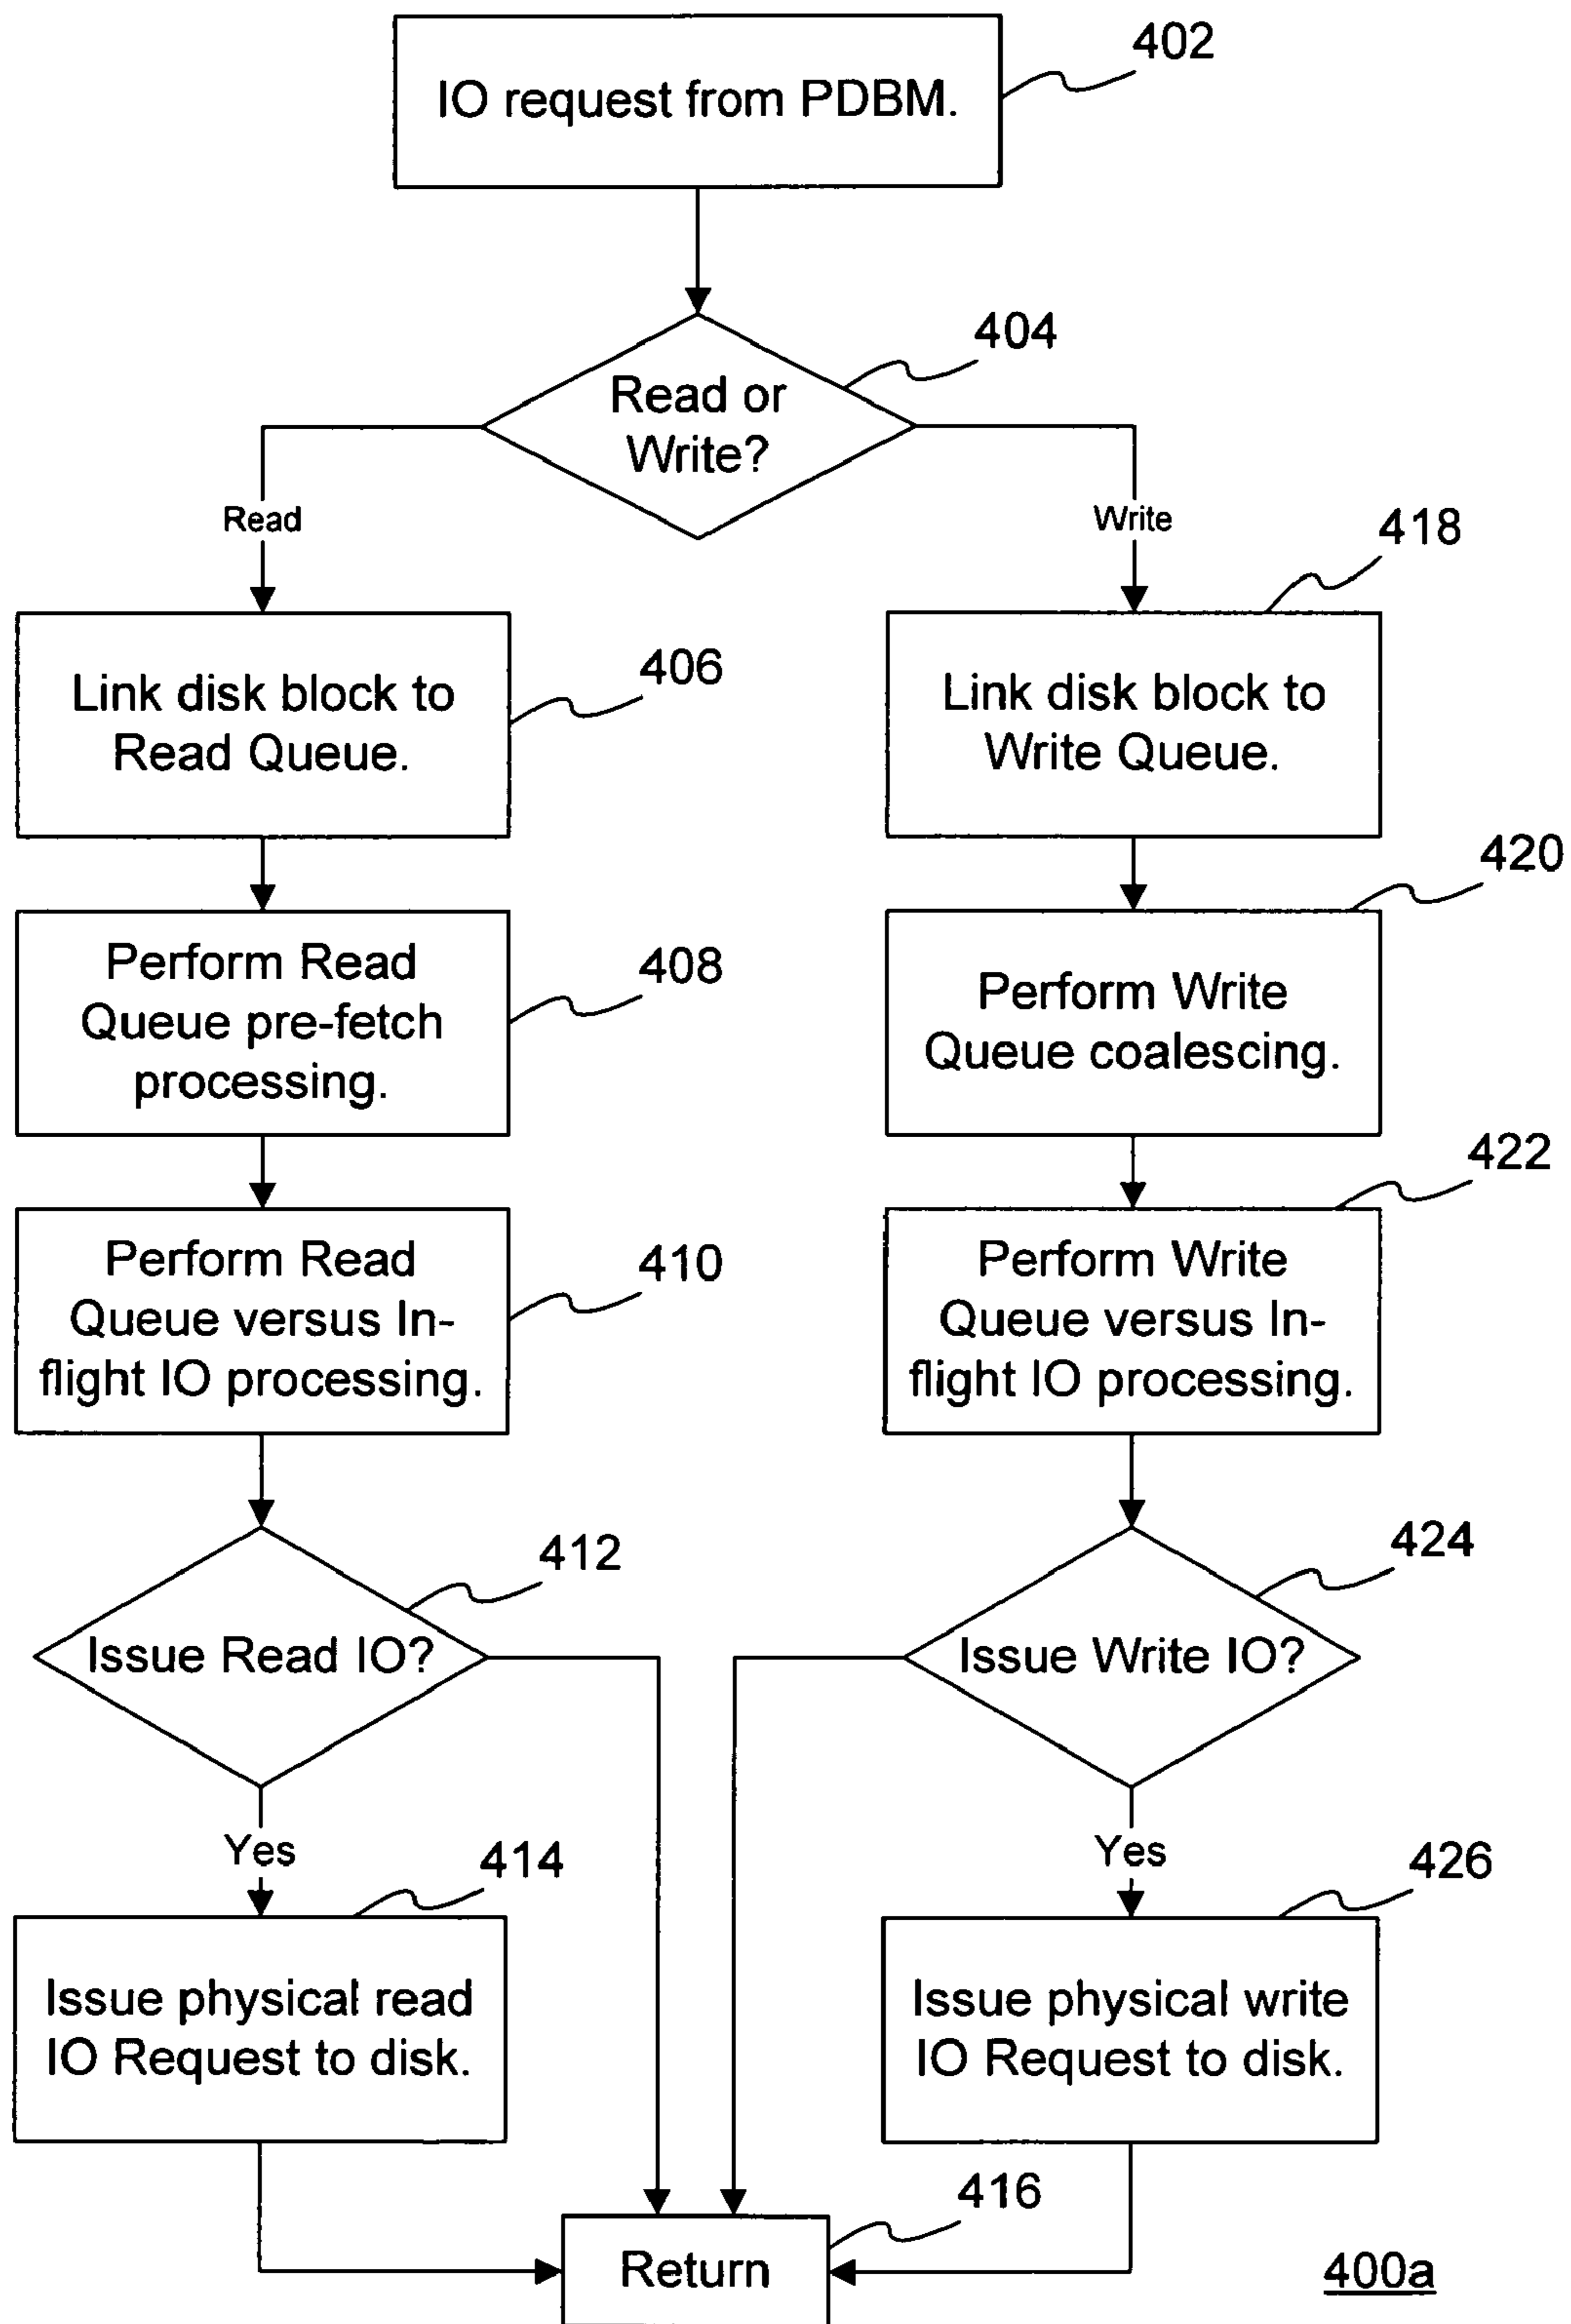 402
IO request from PDBM.
404
Read or
Write?
Read
Write
418
406
Link disk block to
Read Queue.
Link disk block to
Write Queue.
420
408
Perform Read
Queue pre-fetch
processing.
Perform Write
Queue coalescing.
422
410
Perform Read
Queue versus In-
flight IO processing.
Perform Write
Queue versus In-
flight IO processing.
412
424
Issue Read IO?
Issue Write IO?
Yes
Yes
414
426
Issue physical read
IO Request to disk.
Issue physical write
IO Request to disk.
416
Return
400a